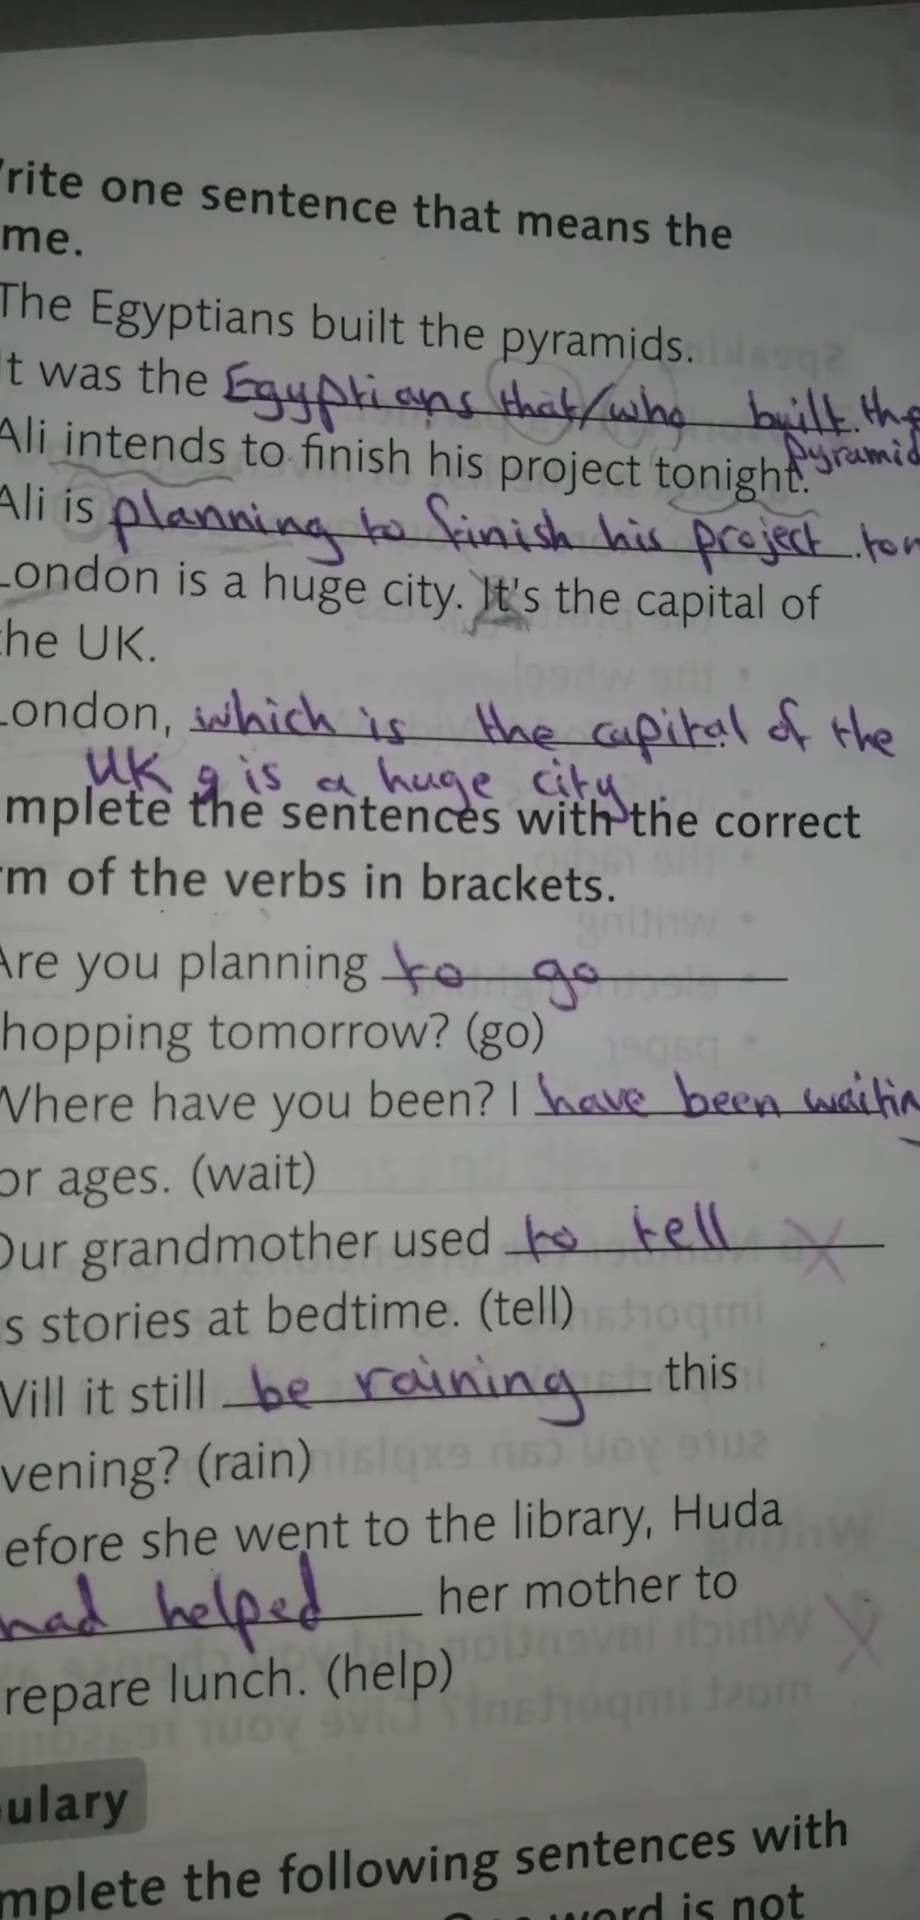 rite one sentence that means the
me.
The Egyptians built the pyramids.
t was the Egyptians that/who built the
pyramid
Ali intends to finish his project tonight.
Ali is planning to finish his project ton
London is a huge city. It's the capital of
he UK.
London, which is the capital of the
UK, is a huge city
mplete the sentences with the correct
rm of the verbs in brackets.
Are you planning to go
hopping tomorrow? (go)
Where have you been? I have been waitin
or ages. (wait)
Our grandmother used to tell
s stories at bedtime. (tell)
Will it still be raining this
vening? (rain)
efore she went to the library, Huda
had helped her mother to
repare lunch. (help)
ulary
mplete the following sentences with
word is not